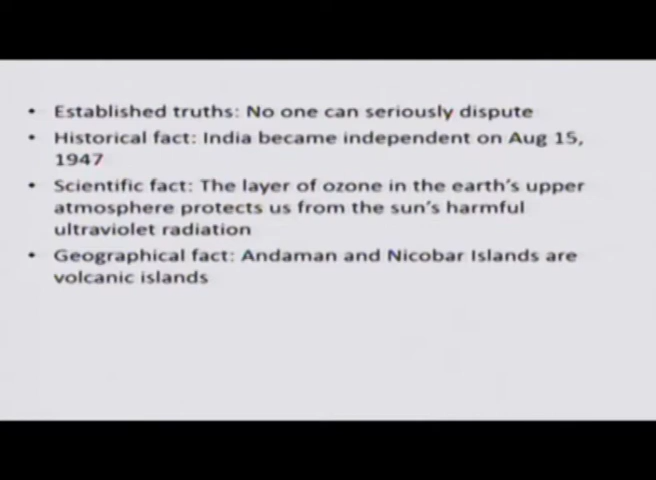 • Established truths: No one can seriously dispute
• Historical fact: India became independent on Aug 15,
1947
• Scientific fact: The layer of ozone in the earth's upper
atmosphere protects us from the sun's harmful
ultraviolet radiation
• Geographical fact: Andaman and Nicobar Islands are
volcanic islands